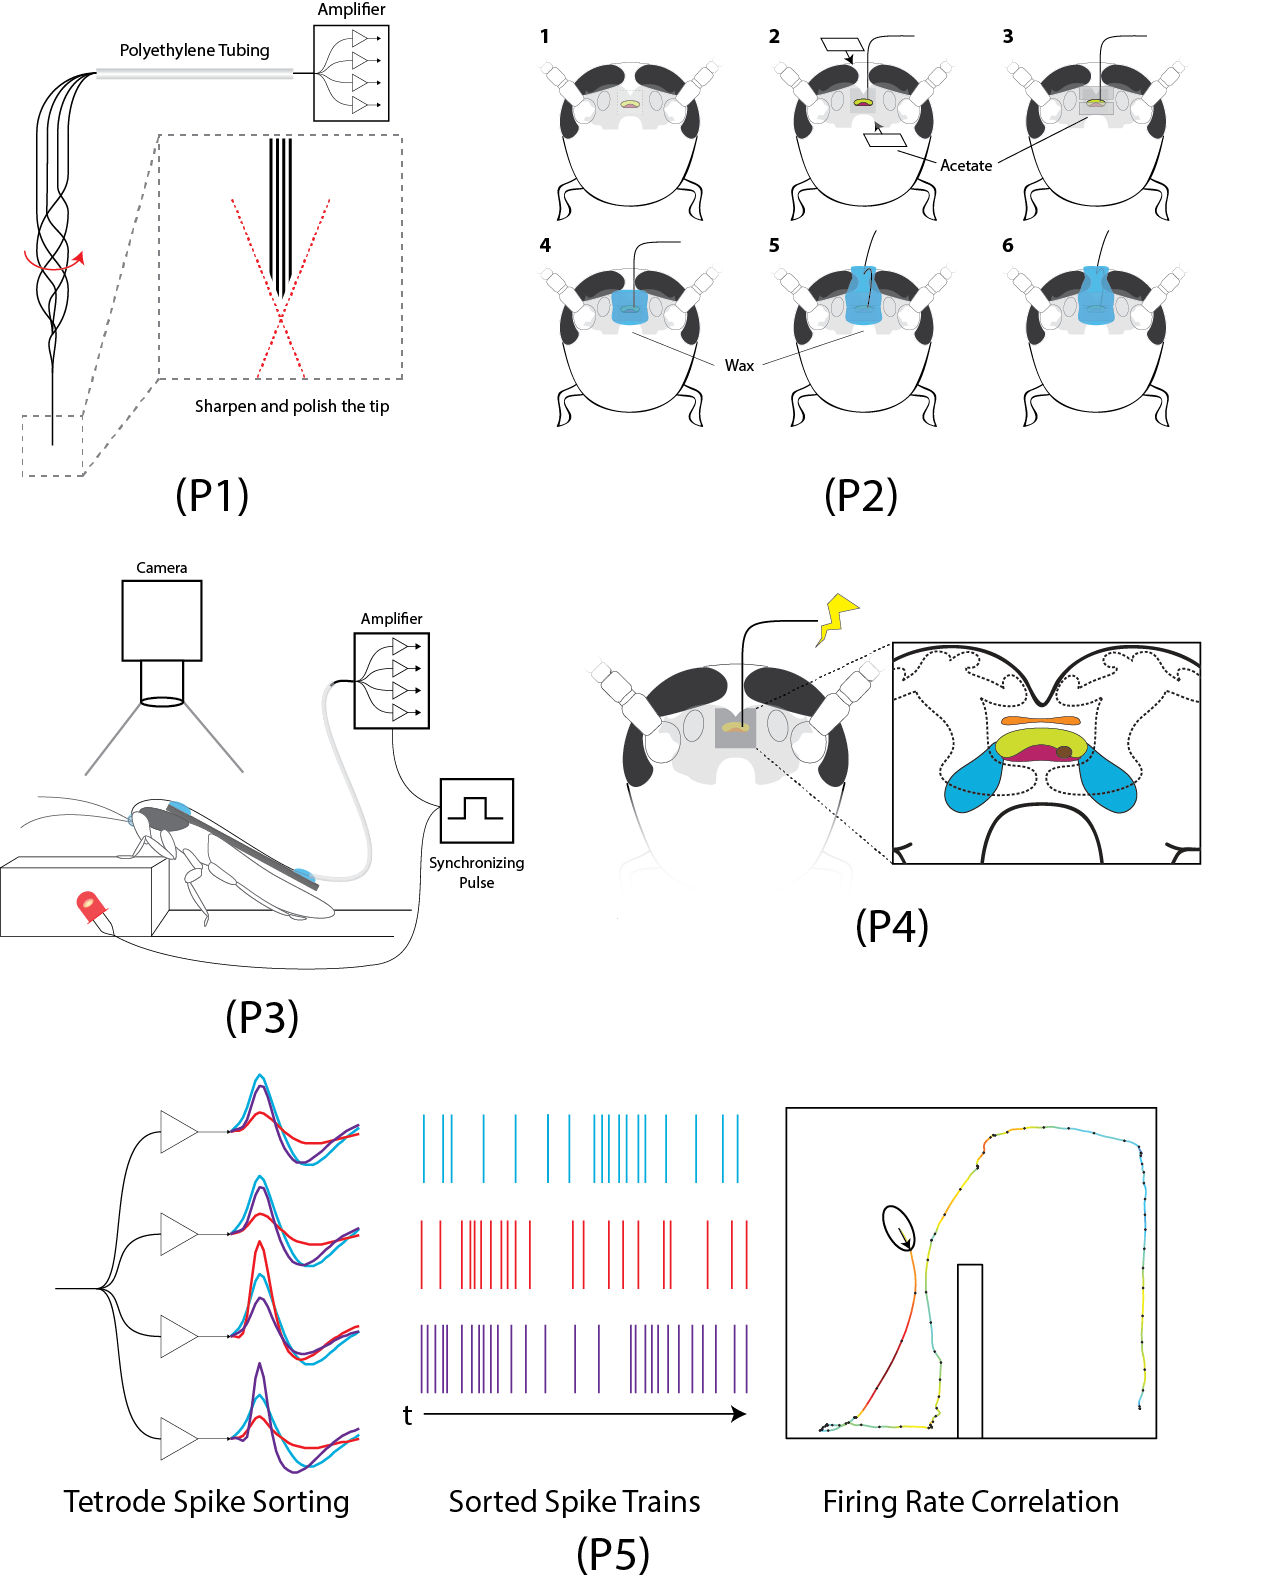 Amplifier
Polyethylene Tubing
Sharpen and polish the tip
(P1)
1
2
3
Acetate
4
5
6
Wax
(P2)
Camera
Amplifier
Synchronizing
Pulse
(P3)
(P4)
t
Tetrode Spike Sorting
Sorted Spike Trains
Firing Rate Correlation
(P5)